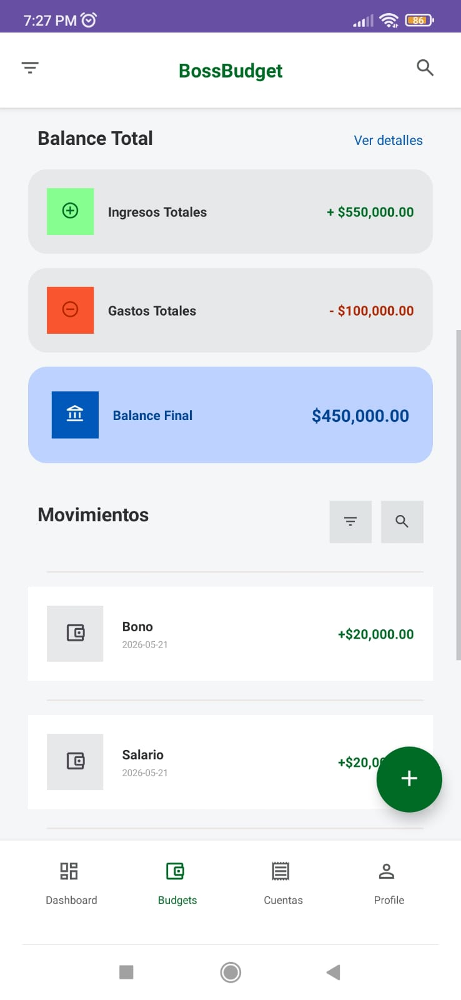 7:27 PM
86
BossBudget
Balance Total
Ver detalles
Ingresos Totales
+ $550,000.00
Gastos Totales
- $100,000.00
Balance Final
$450,000.00
Movimientos
Bono
2026-05-21
+$20,000.00
Salario
2026-05-21
+$20,0
+
Dashboard
Budgets
Cuentas
Profile